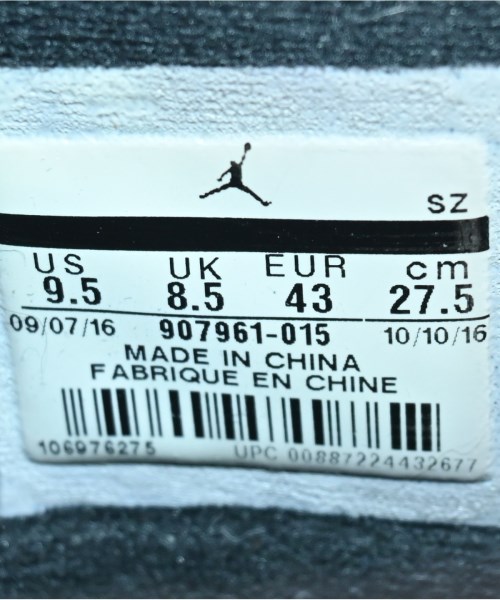 SZ
US UK EUR cm
9.5 8.5 43 27.5
09/07/16 907961-015 10/10/16
MADE IN CHINA
FABRIQUE EN CHINE
106976275 UPC 00887224432677